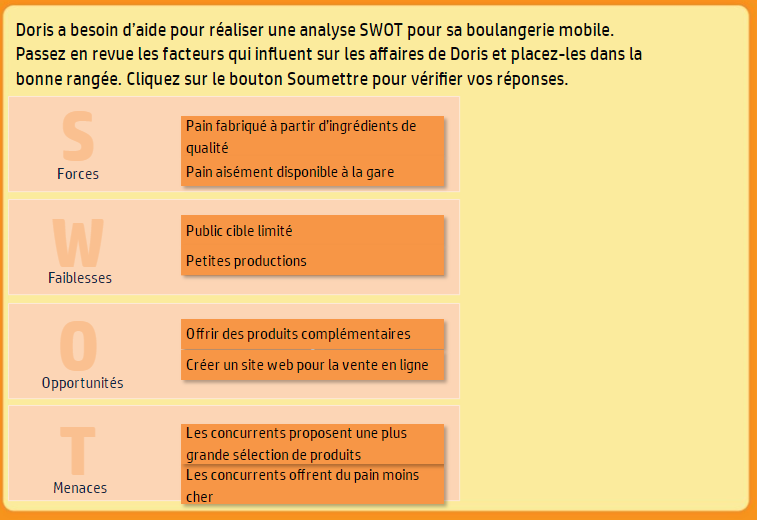 Doris a besoin d'aide pour réaliser une analyse SWOT pour sa boulangerie mobile.
Passez en revue les facteurs qui influent sur les affaires de Doris et placez-les dans la
bonne rangée. Cliquez sur le bouton Soumettre pour vérifier vos réponses.
S
Forces
Pain fabriqué à partir d'ingrédients de
qualité
Pain aisément disponible à la gare
W
Faiblesses
Public cible limité
Petites productions
O
Opportunités
Offrir des produits complémentaires
Créer un site web pour la vente en ligne
T
Menaces
Les concurrents proposent une plus
grande sélection de produits
Les concurrents offrent du pain moins
cher